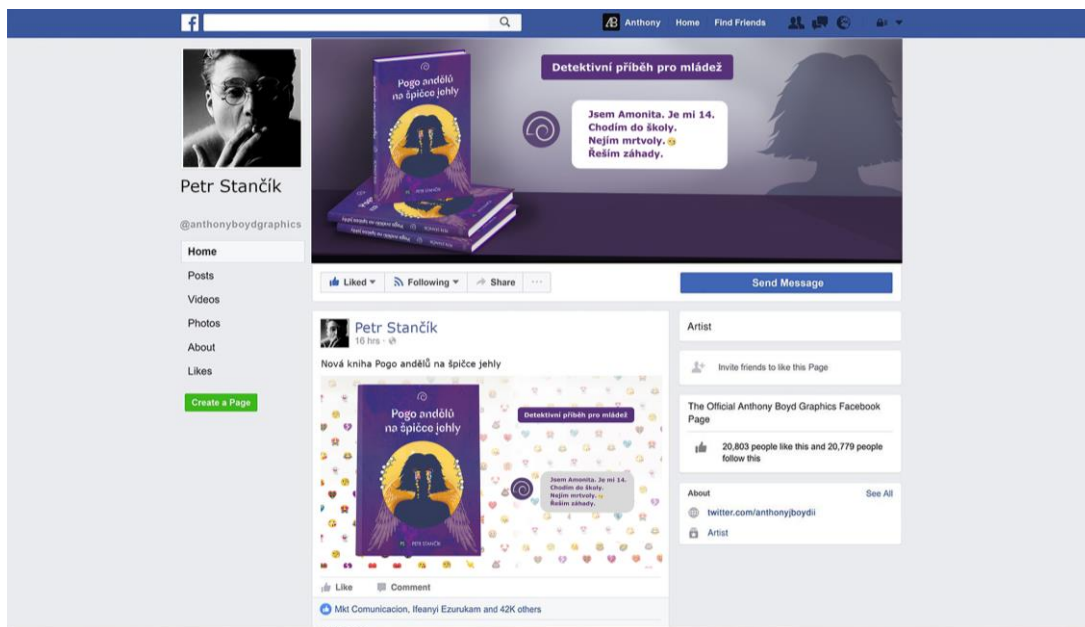 f
AB Anthony Home Find Friends
Petr Stančík
@anthonyboydgraphics
Home
Posts
Videos
Photos
About
Likes
Create a Page
Pogo andělů
na špičce jehly
PETR STANČÍK
Detektivní příběh pro mládež
Jsem Amonita. Je mi 14.
Chodím do školy.
Nejím mrtvoly.
Řeším záhady.
Liked Following Share
Send Message
Petr Stančík
16 hrs
Nová kniha Pogo andělů na špičce jehly
Pogo andělů
na špičce jehly
PETR STANČÍK
Detektivní příběh pro mládež
Jsem Amonita. Je mi 14.
Chodím do školy.
Nejím mrtvoly.
Řeším záhady.
Like Comment
Mkt Comunicacion, Ifeanyi Ezurukam and 42K others
Artist
Invite friends to like this Page
The Official Anthony Boyd Graphics Facebook
Page
20,803 people like this and 20,779 people
follow this
About See All
twitter.com/anthonyjboydii
Artist